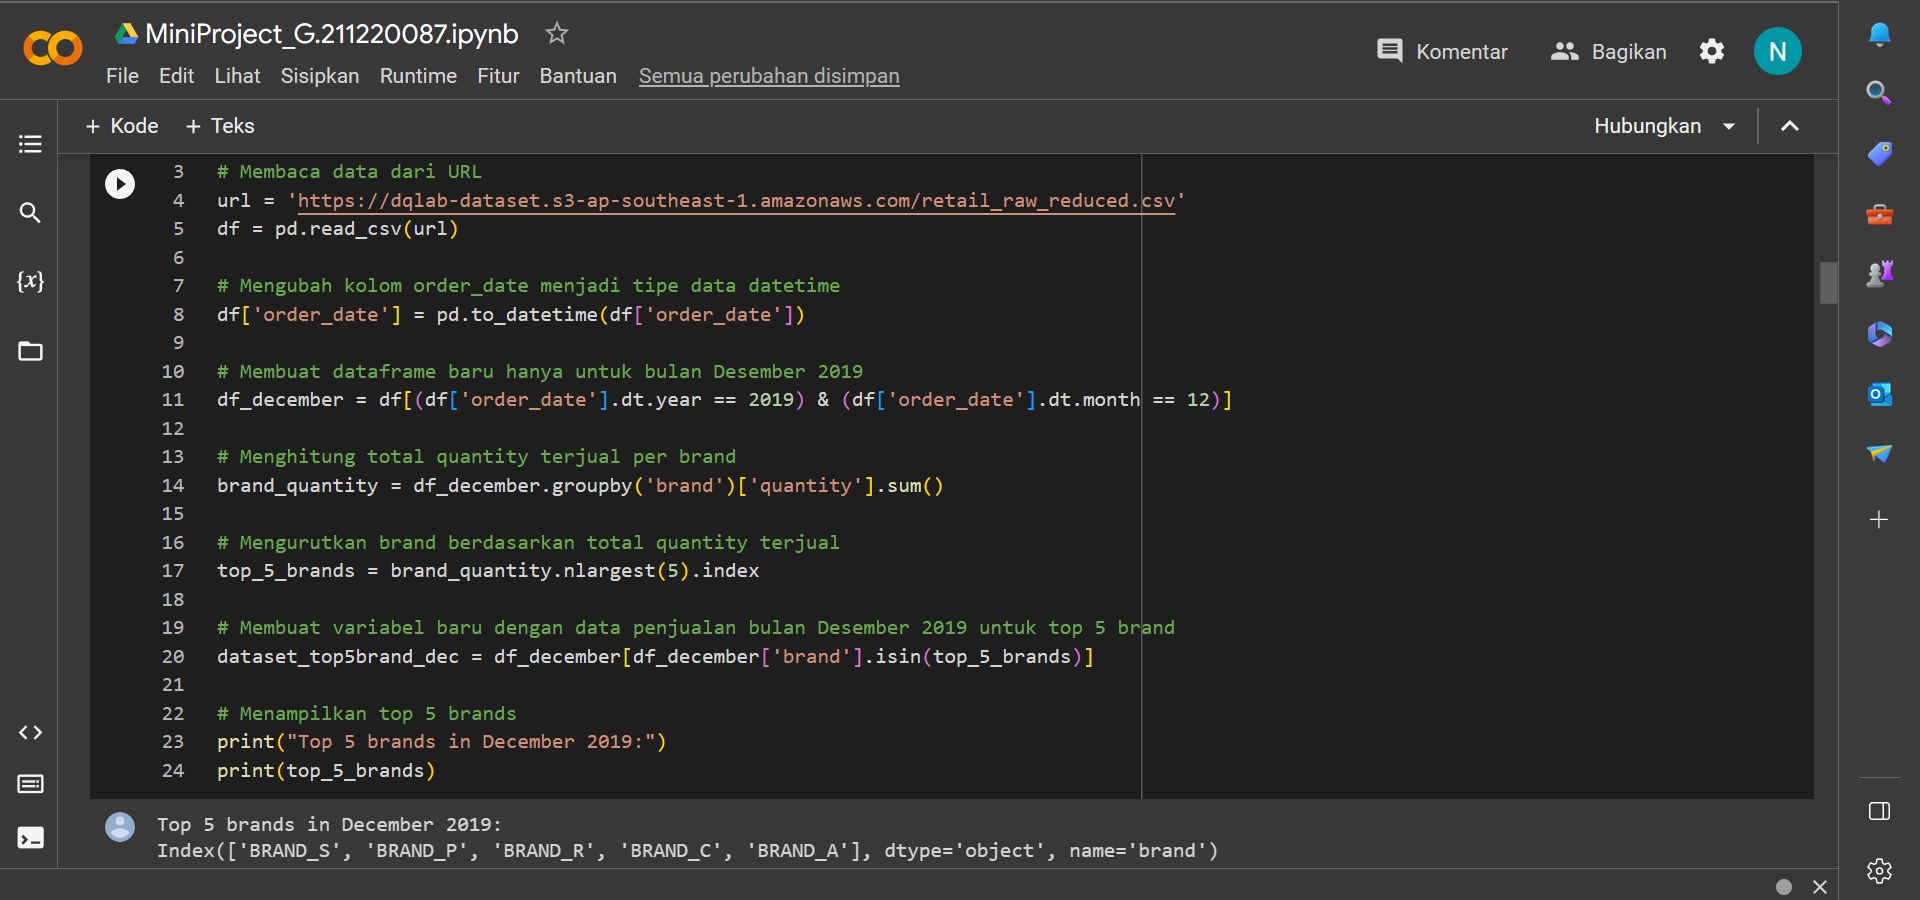 MiniProject_G.211220087.ipynb
Komentar
Bagikan
N
File Edit Lihat Sisipkan Runtime Fitur Bantuan Semua perubahan disimpan
+ Kode + Teks
Hubungkan
{x}
3 # Membaca data dari URL
4 url = 'https://dqlab-dataset.s3-ap-southeast-1.amazonaws.com/retail_raw_reduced.csv'
5 df = pd.read_csv(url)
6
7 # Mengubah kolom order_date menjadi tipe data datetime
8 df['order_date'] = pd.to_datetime(df['order_date'])
9
10 # Membuat dataframe baru hanya untuk bulan Desember 2019
11 df_december = df[(df['order_date'].dt.year == 2019) & (df['order_date'].dt.month == 12)]
12
13 # Menghitung total quantity terjual per brand
14 brand_quantity = df_december.groupby('brand')['quantity'].sum()
15
16 # Mengurutkan brand berdasarkan total quantity terjual
17 top_5_brands = brand_quantity.nlargest(5).index
18
19 # Membuat variabel baru dengan data penjualan bulan Desember 2019 untuk top 5 brand
20 dataset_top5brand_dec = df_december[df_december['brand'].isin(top_5_brands)]
21
22 # Menampilkan top 5 brands
23 print("Top 5 brands in December 2019:")
24 print(top_5_brands)
Top 5 brands in December 2019:
Index(['BRAND_S', 'BRAND_P', 'BRAND_R', 'BRAND_C', 'BRAND_A'], dtype='object', name='brand')